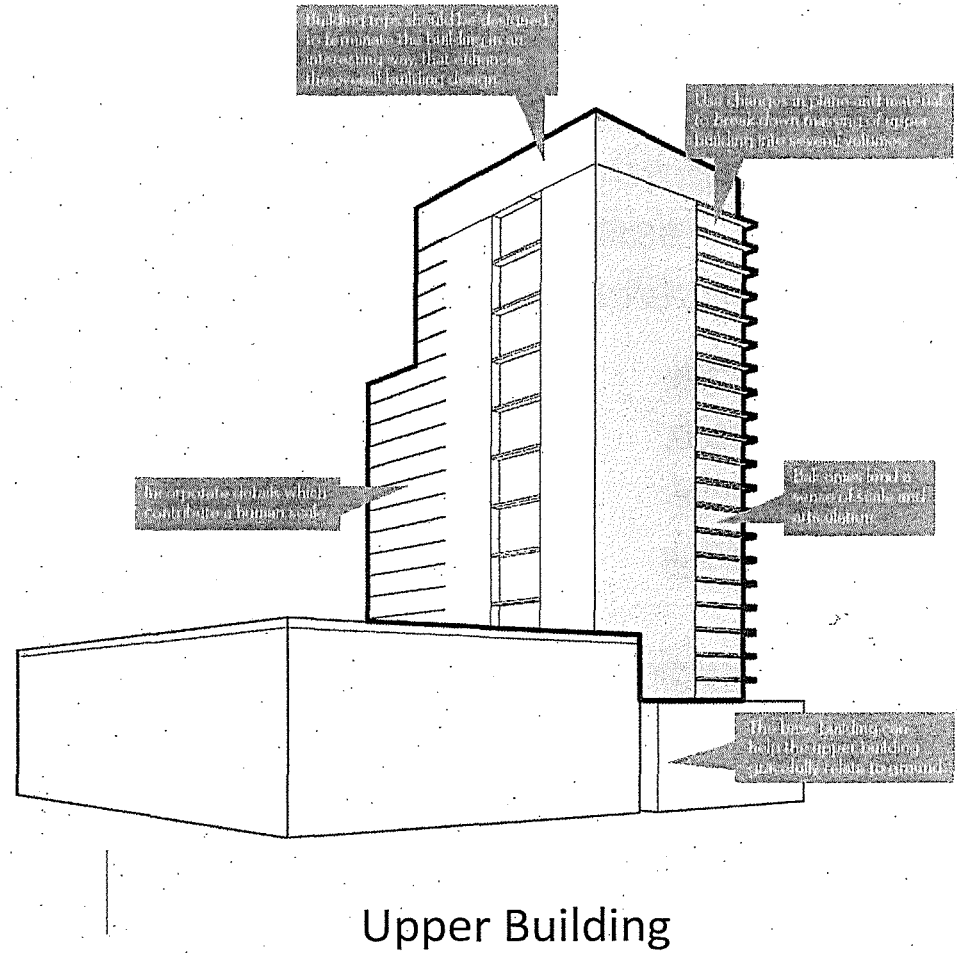 Building tops should be designed
to terminate the building in an
interesting way that enhances
the overall building design
Use changes in plane and material
to break down massing of upper
building into several volumes
Incorporate details which
contribute a human scale
Balconies lend a
sense of scale and
articulation
The base building can
help the upper building
gracefully relate to ground
Upper Building